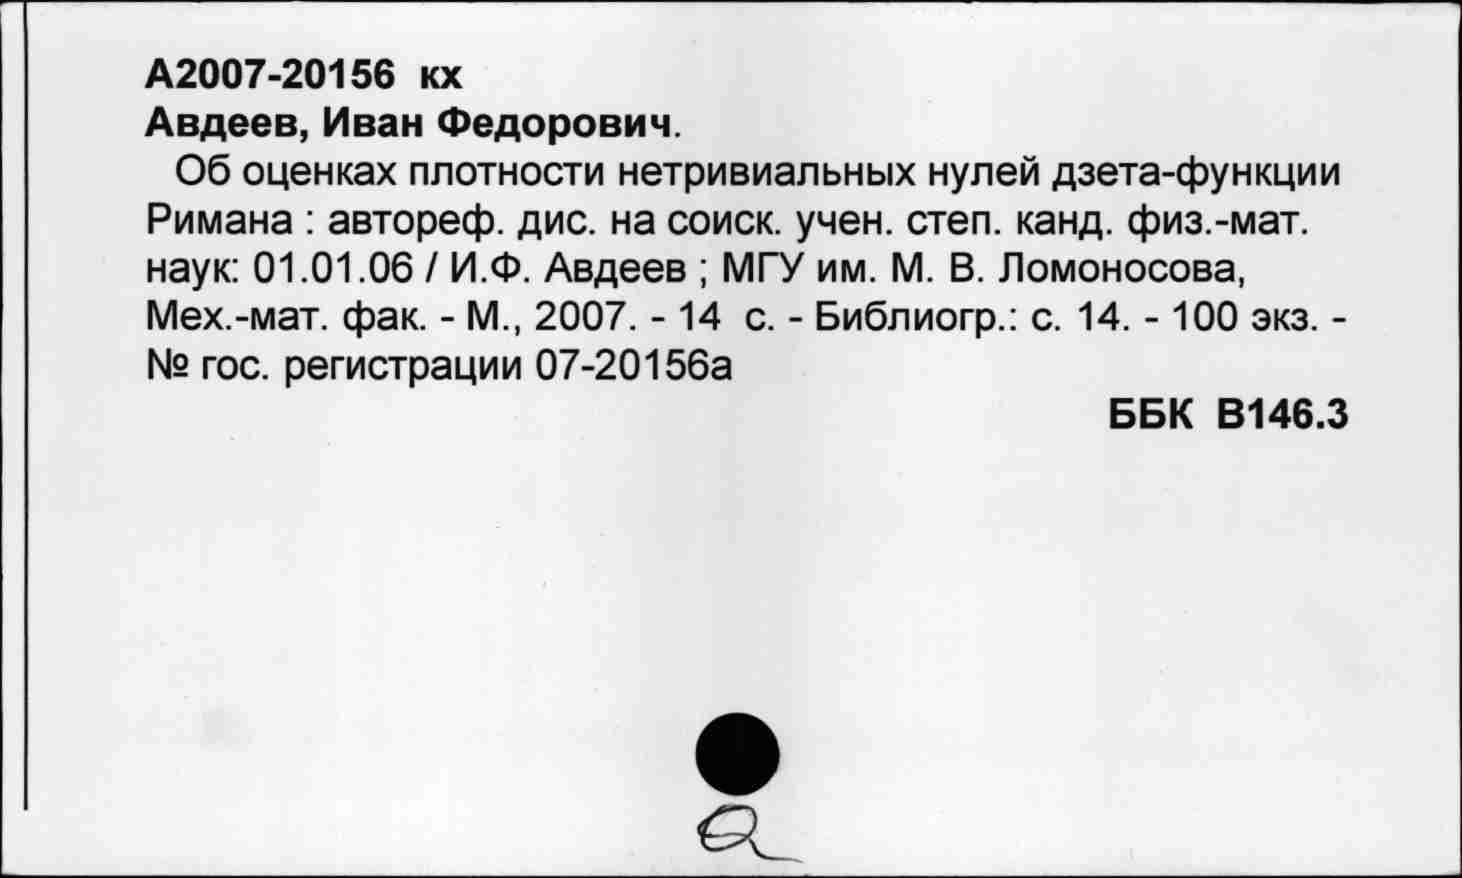 А2007-20156 кх
Авдеев, Иван Федорович.
Об оценках плотности нетривиальных нулей дзета-функции
Римана : автореф. дис. на соиск. учен. степ. канд. физ.-мат.
наук: 01.01.06 / И.Ф. Авдеев ; МГУ им. М. В. Ломоносова,
Мех.-мат. фак. - М., 2007. - 14 с. - Библиогр.: с. 14. - 100 экз. -
№ гос. регистрации 07-20156а
ББК В146.3